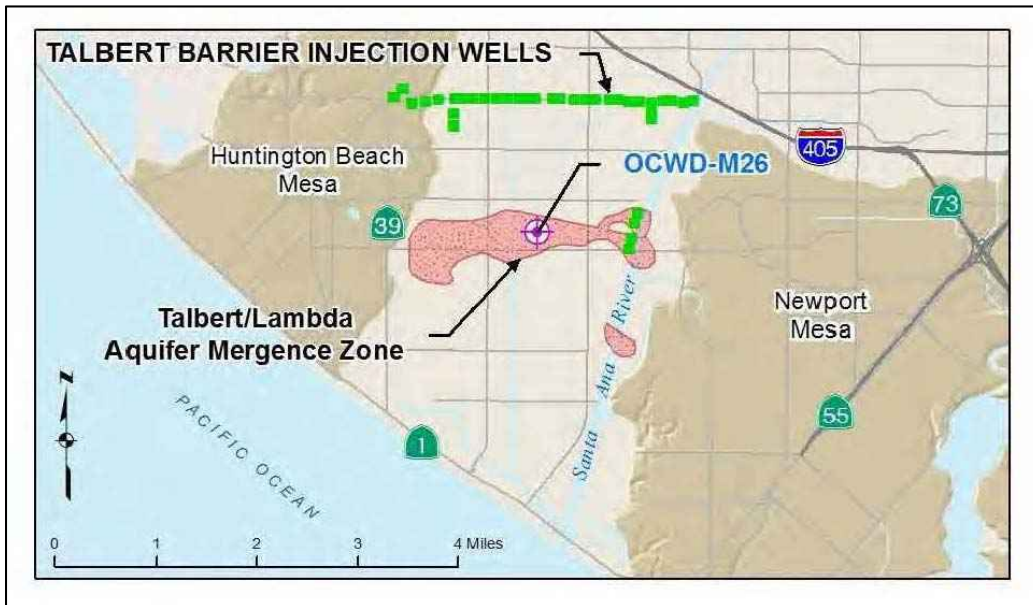 TALBERT BARRIER INJECTION WELLS
405
Huntington Beach
Mesa
OCWD-M26
73
39
Newport
Mesa
Talbert/Lambda
Aquifer Mergence Zone
Santa Ana River
N
PACIFIC OCEAN
55
1
0 1 2 3 4 Miles